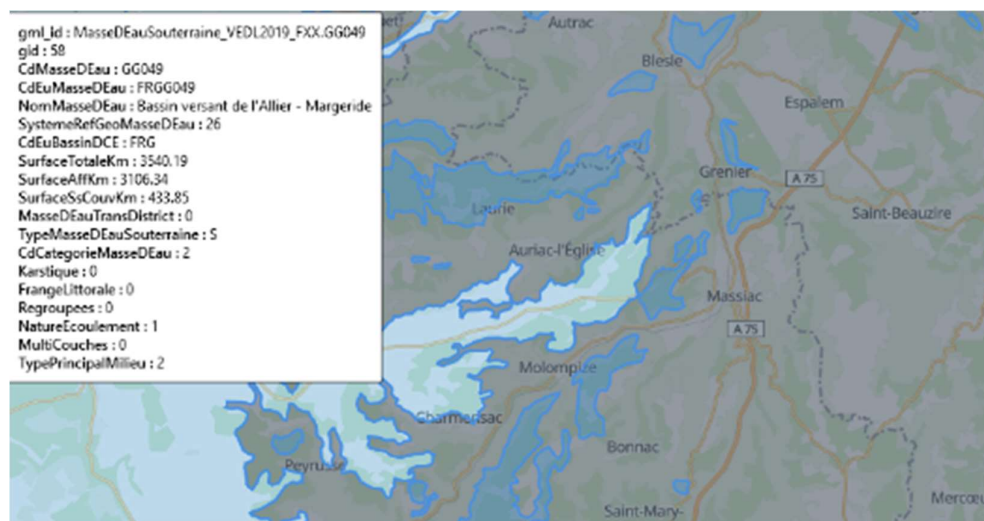 gml_id : MasseDEauSouterraine_VEDL2019_FXX.GG049
gid : 58
CdMasseDEau : GG049
CdEuMasseDEau : FRGG049
NomMasseDEau : Bassin versant de l'Allier - Margeride
SystemeRefGeoMasseDEau : 26
CdEuBassinDCE : FRG
SurfaceTotaleKm : 3540.19
SurfaceAffKm : 3106.34
SurfaceSsCouvKm : 433.85
MasseDEauTransDistrict : 0
TypeMasseDEauSouterraine : S
CdCategorieMasseDEau : 2
Karstique : 0
FrangeLittorale : 0
Regroupees : 0
NatureEcoulement : 1
MultiCouches : 0
TypePrincipalMilieu : 2
Autrac
Blesle
Espalem
Grenier
A 75
Laurie
Saint-Beauzire
Auriac-l'Église
Massiac
A 75
Molompize
Charmensac
Bonnac
Peyrusse
Saint-Mary-
Mercœu